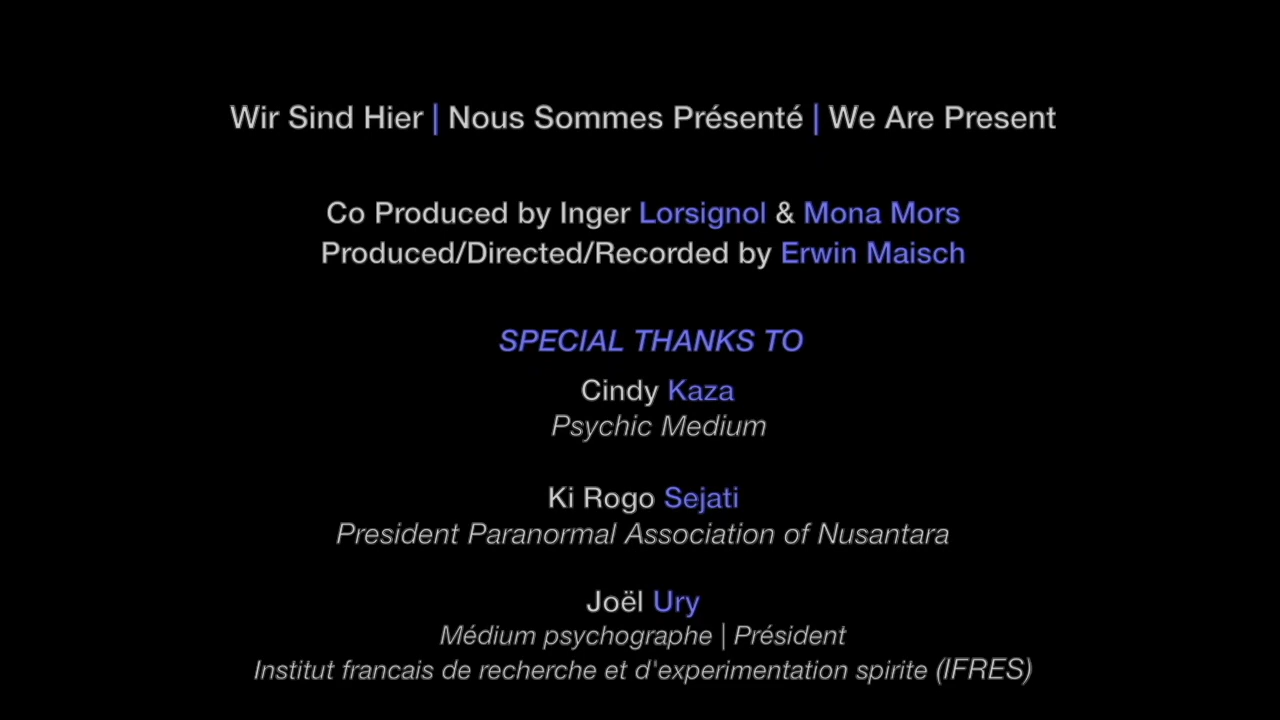 Wir Sind Hier | Nous Sommes Présenté | We Are Present
Co Produced by Inger Lorsignol & Mona Mors
Produced/Directed/Recorded by Erwin Maisch
SPECIAL THANKS TO
Cindy Kaza
Psychic Medium
Ki Rogo Sejati
President Paranormal Association of Nusantara
Joël Ury
Médium psychographe | Président
Institut francais de recherche et d'experimentation spirite (IFRES)